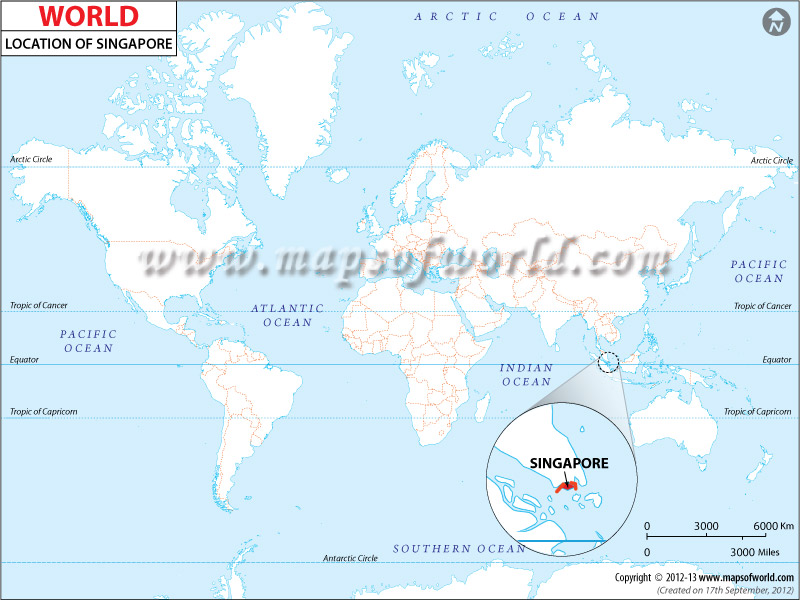 WORLD
LOCATION OF SINGAPORE
ARCTIC OCEAN
N
Arctic Circle
Arctic Circle
www.mapsofworld.com
PACIFIC
OCEAN
Tropic of Cancer
ATLANTIC
OCEAN
Tropic of Cancer
PACIFIC
OCEAN
Equator
INDIAN
OCEAN
Equator
Tropic of Capricorn
Tropic of Capricorn
SINGAPORE
0 3000 6000 Km
0 3000 Miles
SOUTHERN OCEAN
Antarctic Circle
Copyright © 2012-13 www.mapsofworld.com
(Created on 17th September, 2012)